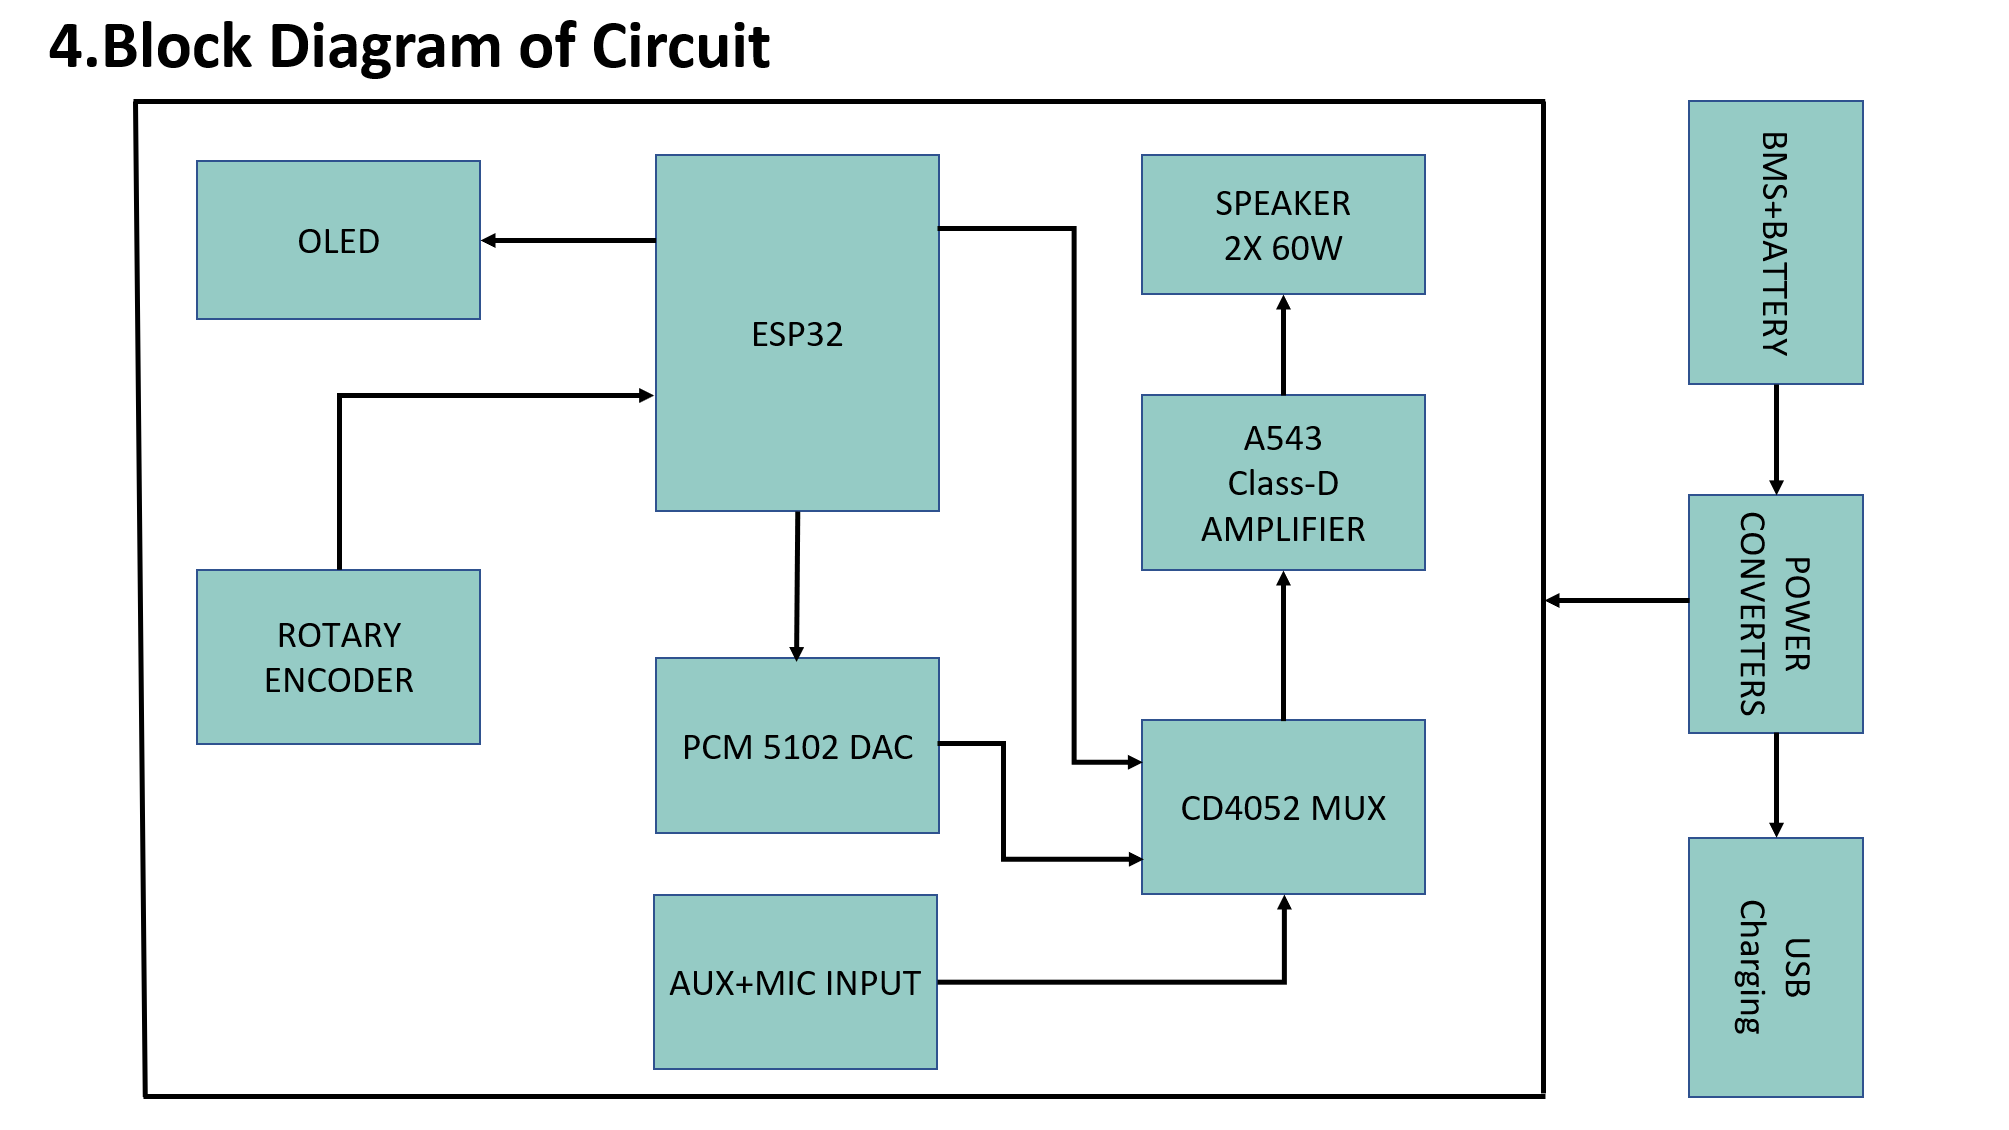 4.Block Diagram of Circuit
OLED
ESP32
SPEAKER
2X 60W
BMS+BATTERY
A543
Class-D
AMPLIFIER
POWER
CONVERTERS
ROTARY
ENCODER
PCM 5102 DAC
CD4052 MUX
AUX+MIC INPUT
USB
Charging